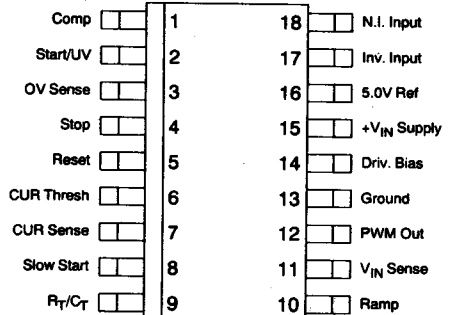 Comp 1 18 N.I. Input
Start/UV 2 17 Inv. Input
OV Sense 3 16 5.0V Ref
Stop 4 15 +VIN Supply
Reset 5 14 Driv. Bias
CUR Thresh 6 13 Ground
CUR Sense 7 12 PWM Out
Slow Start 8 11 VIN Sense
RT/CT 9 10 Ramp